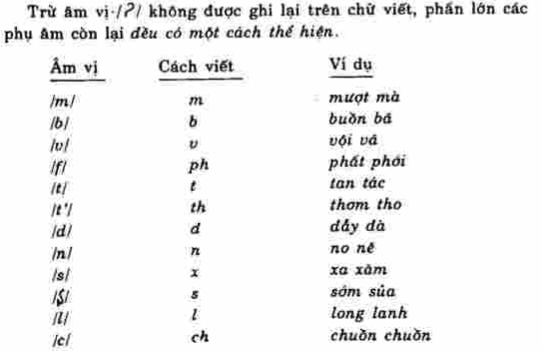 Trừ âm vị /ʔ/ không được ghi lại trên chữ viết, phần lớn các
phụ âm còn lại đều có một cách thể hiện.
Âm vị Cách viết Ví dụ
/m/ m mượt mà
/b/ b buồn bã
/v/ v vội vã
/f/ ph phất phới
/t/ t tan tác
/t'/ th thơm tho
/d/ đ đẫy đà
/n/ n no nê
/s/ x xa xăm
/ş/ s sớm sủa
/l/ l long lanh
/c/ ch chuồn chuồn